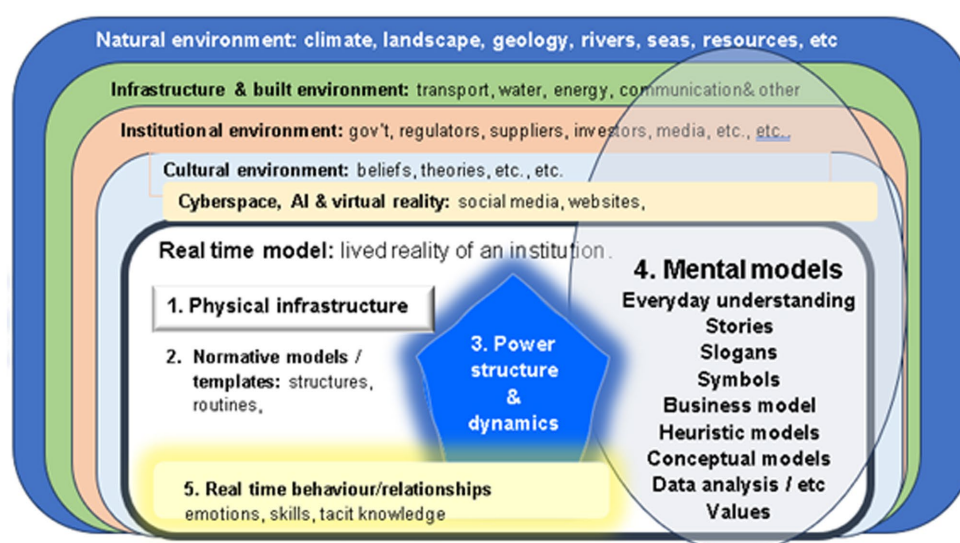 Natural environment: climate, landscape, geology, rivers, seas, resources, etc
Infrastructure & built environment: transport, water, energy, communication& other
Institutional environment: gov't, regulators, suppliers, investors, media, etc., etc..
Cultural environment: beliefs, theories, etc., etc.
Cyberspace, AI & virtual reality: social media, websites,
Real time model: lived reality of an institution.
1. Physical infrastructure
2. Normative models /
templates: structures,
routines,
3. Power
structure
&
dynamics
4. Mental models
Everyday understanding
Stories
Slogans
Symbols
Business model
Heuristic models
Conceptual models
Data analysis / etc
Values
5. Real time behaviour/relationships
emotions, skills, tacit knowledge